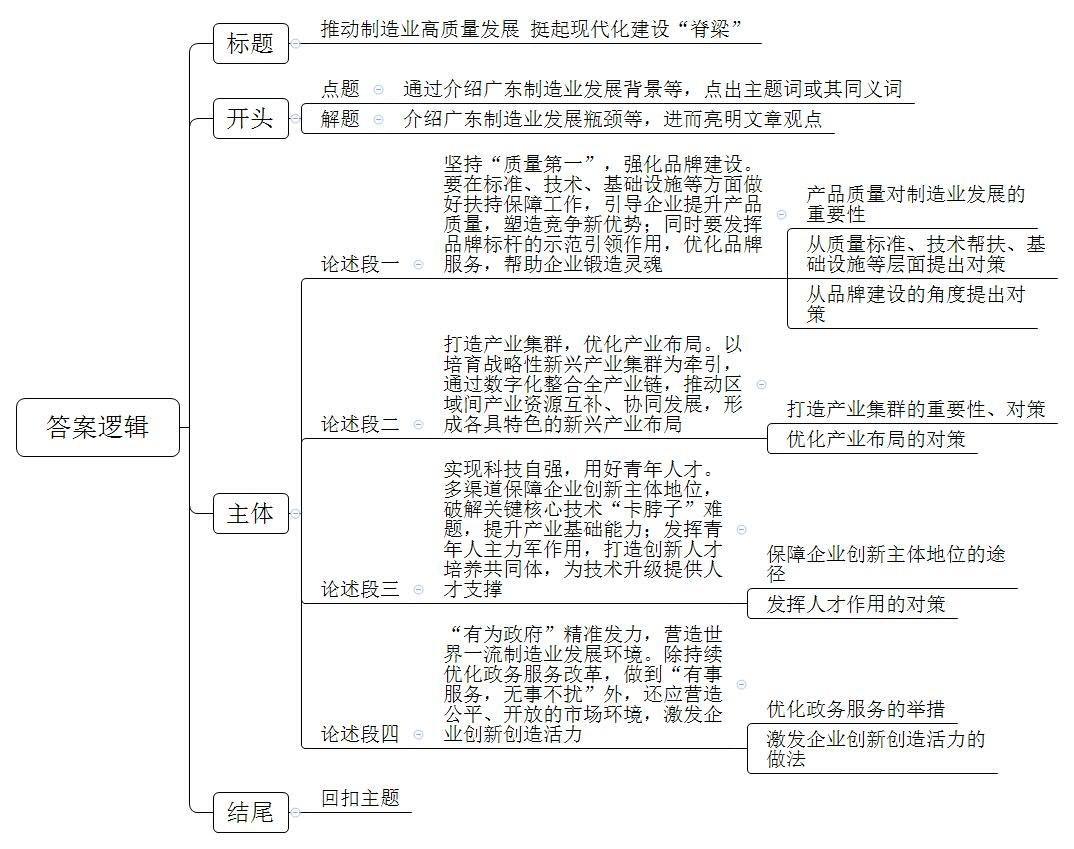 答案逻辑
标题
推动制造业高质量发展 挺起现代化建设“脊梁”
开头
点题
通过介绍广东制造业发展背景等，点出主题词或其同义词
解题
介绍广东制造业发展瓶颈等，进而亮明文章观点
主体
论述段一
坚持“质量第一”，强化品牌建设。
要在标准、技术、基础设施等方面做
好扶持保障工作，引导企业提升产品
质量，塑造竞争新优势；同时要发挥
品牌标杆的示范引领作用，优化品牌
服务，帮助企业锻造灵魂
产品质量对制造业发展的
重要性
从质量标准、技术帮扶、基
础设施等层面提出对策
从品牌建设的角度提出对
策
论述段二
打造产业集群，优化产业布局。以
培育战略性新兴产业集群为牵引，
通过数字化整合全产业链，推动区
域间产业资源互补、协同发展，形
成各具特色的新兴产业布局
打造产业集群的重要性、对策
优化产业布局的对策
论述段三
实现科技自强，用好青年人才。
多渠道保障企业创新主体地位，
破解关键核心技术“卡脖子”难
题，提升产业基础能力；发挥青
年人主力军作用，打造创新人才
培养共同体，为技术升级提供人
才支撑
保障企业创新主体地位的途
径
发挥人才作用的对策
论述段四
“有为政府”精准发力，营造世
界一流制造业发展环境。除持续
优化政务服务改革，做到“有事
服务，无事不扰”外，还应营造
公平、开放的市场环境，激发企
业创新创造活力
优化政务服务的举措
激发企业创新创造活力的
做法
结尾
回扣主题